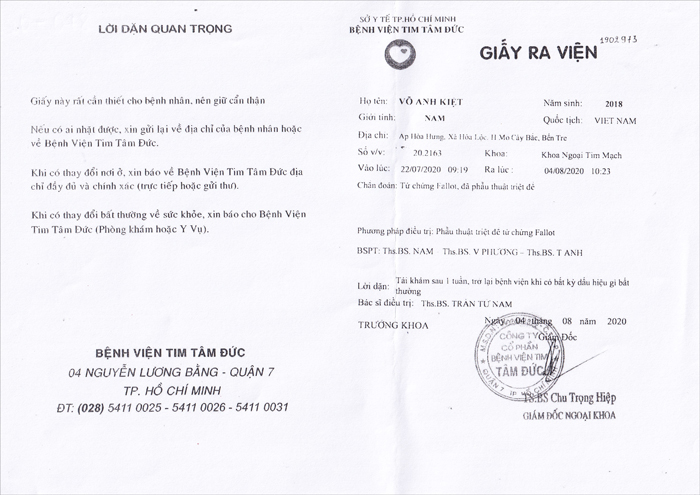 LỜI DẶN QUAN TRỌNG
Giấy này rất cần thiết cho bệnh nhân, nên giữ cẩn thận
Nếu có ai nhặt được, xin gửi lại về địa chỉ của bệnh nhân hoặc
về Bệnh Viện Tim Tâm Đức.
Khi có thay đổi nơi ở, xin báo về Bệnh Viện Tim Tâm Đức địa
chỉ đầy đủ và chính xác (trực tiếp hoặc gửi thư).
Khi có thay đổi bất thường về sức khỏe, xin báo cho Bệnh Viện
Tim Tâm Đức (Phòng khám hoặc Y Vụ).
BỆNH VIỆN TIM TÂM ĐỨC
04 NGUYỄN LƯƠNG BẰNG - QUẬN 7
TP. HỒ CHÍ MINH
ĐT: (028) 5411 0025 - 5411 0026 - 5411 0031
SỞ Y TẾ TP.HỒ CHÍ MINH
BỆNH VIỆN TIM TÂM ĐỨC
GIẤY RA VIỆN
1902973
Họ tên: VÕ ANH KIỆT Năm sinh: 2018
Giới tính: NAM Quốc tịch: VIET NAM
Địa chỉ: Ap Hòa Hưng, Xã Hòa Lộc, H Mo Cày Bắc, Bến Tre
Số v/v: 20.2163 Khoa: Khoa Ngoại Tim Mạch
Vào lúc: 22/07/2020 09:19 Ra lúc: 04/08/2020 10:23
Chẩn đoán: Tứ chứng Fallot, đã phẫu thuật triệt để
Phương pháp điều trị: Phẫu thuật triệt để tứ chứng Fallot
BSPT: Ths.BS. NAM - Ths.BS. V PHƯƠNG - Ths.BS. T ANH
Lời dặn: Tái khám sau 1 tuần, trở lại bệnh viện khi có bất kỳ dấu hiệu gì bất
thường
Bác sĩ điều trị: Ths.BS. TRẦN TƯ NAM
Ngày, 04 tháng 08 năm 2020
TRƯỞNG KHOA Giám Đốc
CÔNG TY
CỔ PHẦN
BỆNH VIỆN TIM
TÂM ĐỨC
QUẬN 7 - TP HỒ CHÍ MINH
TS.BS Chu Trọng Hiệp
GIÁM ĐỐC NGOẠI KHOA